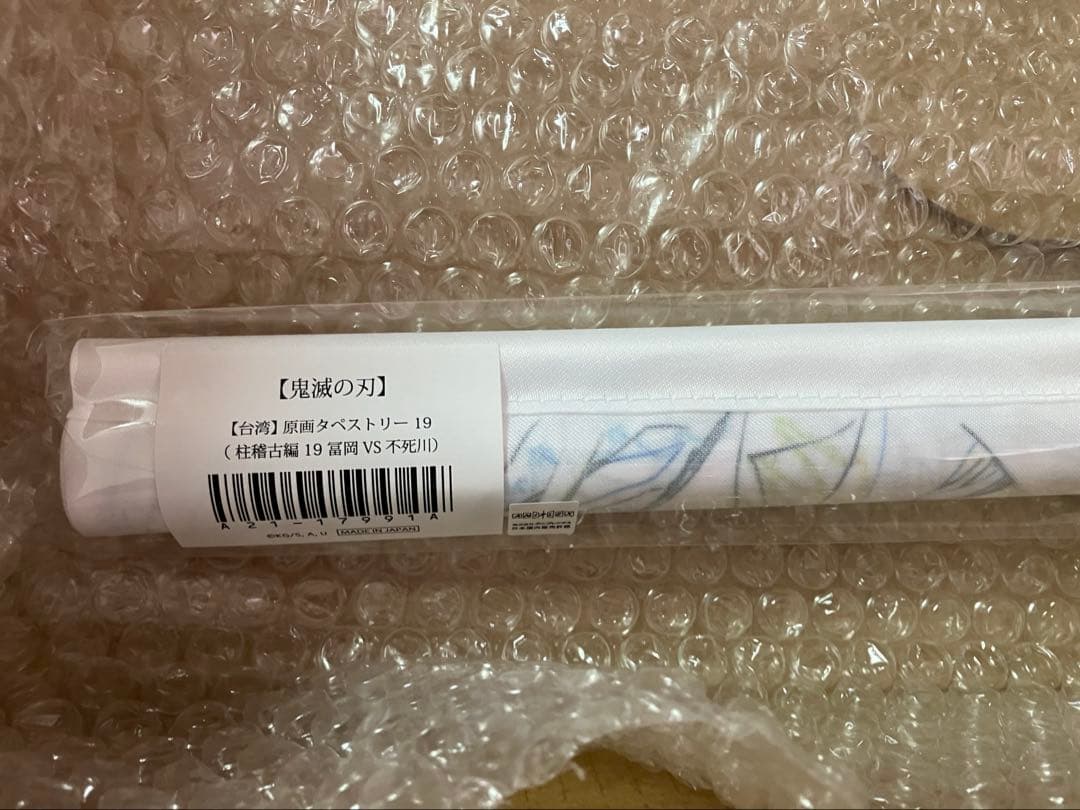 【鬼滅の刃】
【台湾】原画タペストリー 19
(柱稽古編 19 冨岡 VS 不死川)
A21-17991A
©KG/S, A, U MADE IN JAPAN